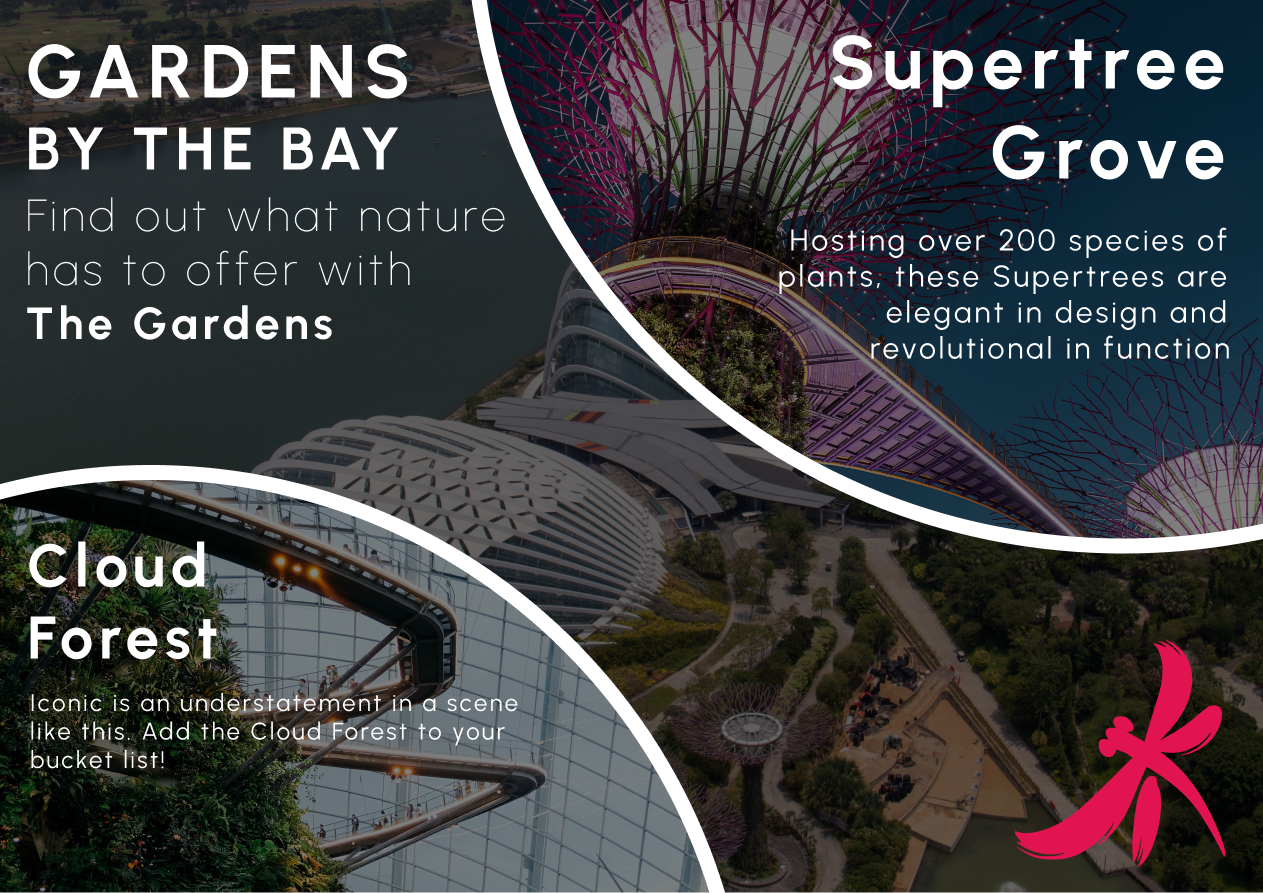 GARDENS
BY THE BAY
Find out what nature
has to offer with
The Gardens
Supertree
Grove
Hosting over 200 species of
plants, these Supertrees are
elegant in design and
revolutional in function
Cloud
Forest
Iconic is an understatement in a scene
like this. Add the Cloud Forest to your
bucket list!